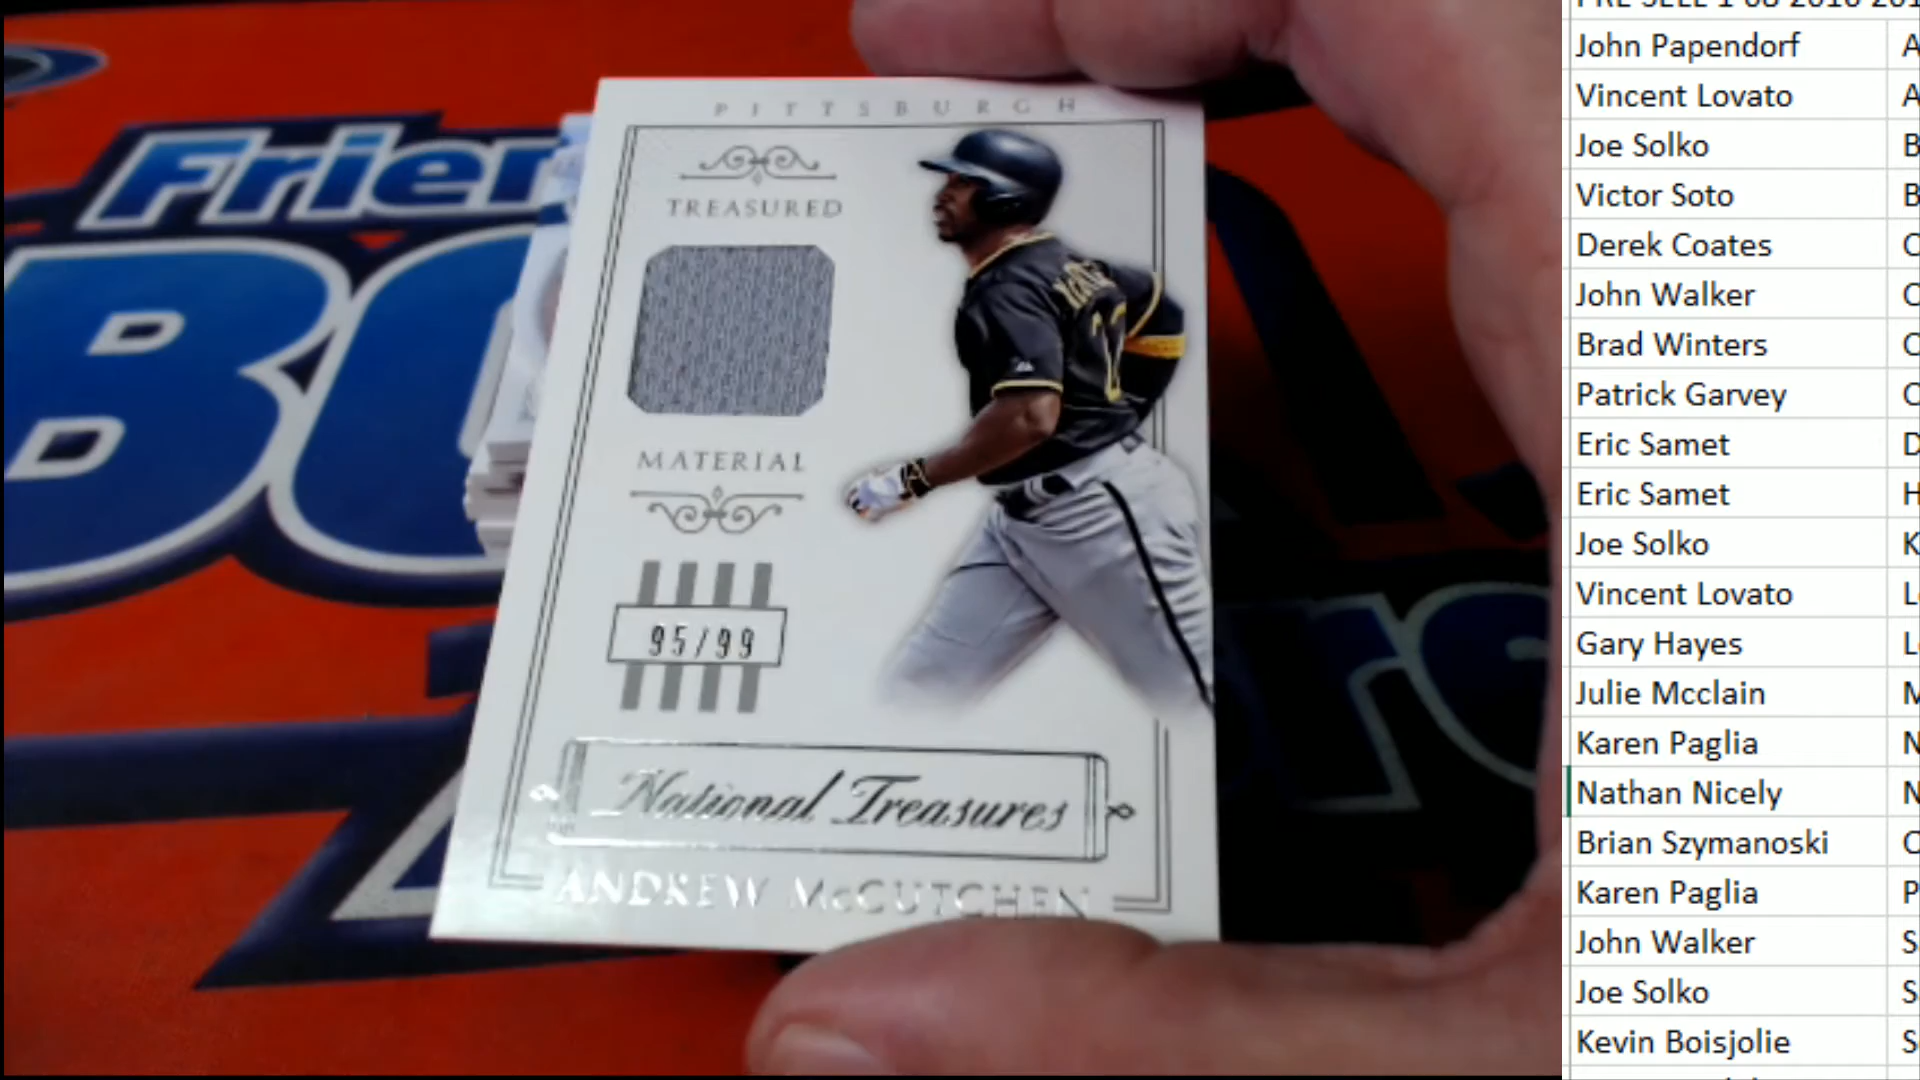 PITTSBURGH
TREASURED
MATERIAL
95/99
National Treasures
ANDREW McCUTCHEN
22
Frien
B
John Papendorf A
Vincent Lovato A
Joe Solko B
Victor Soto B
Derek Coates C
John Walker C
Brad Winters C
Patrick Garvey C
Eric Samet D
Eric Samet H
Joe Solko K
Vincent Lovato L
Gary Hayes L
Julie Mcclain M
Karen Paglia N
Nathan Nicely N
Brian Szymanoski O
Karen Paglia P
John Walker S
Joe Solko S
Kevin Boisjolie S